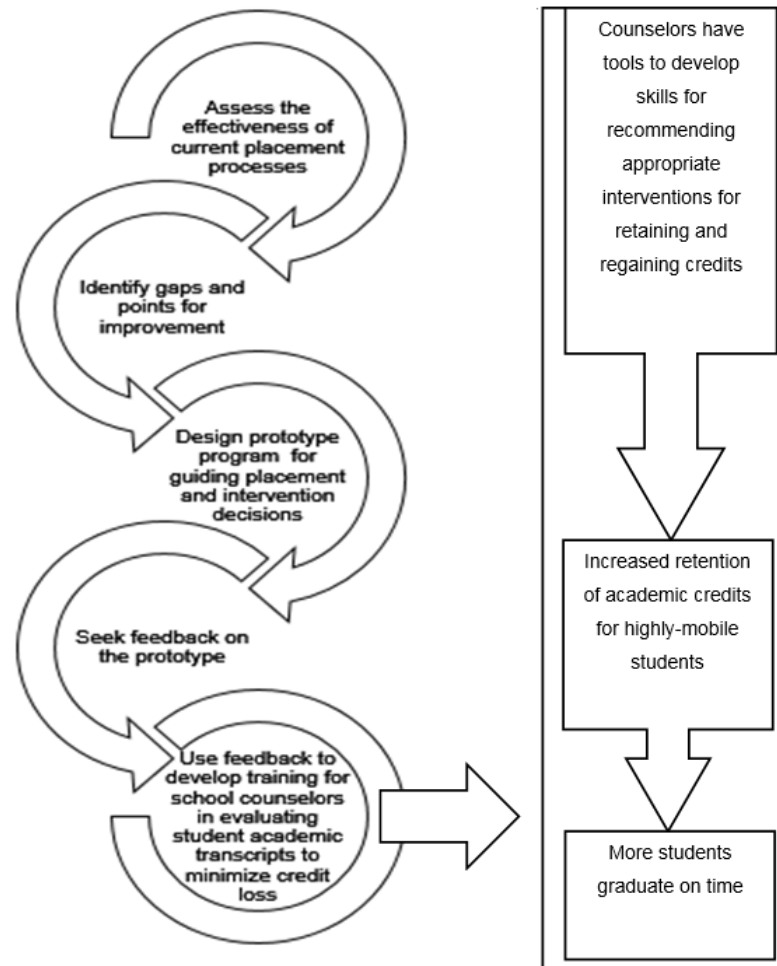 Assess the
effectiveness of
current placement
processes
Identify gaps and
points for
improvement
Design prototype
program for
guiding placement
and intervention
decisions
Seek feedback on
the prototype
Use feedback to
develop training for
school counselors
in evaluating
student academic
transcripts to
minimize credit
loss
Counselors have
tools to develop
skills for
recommending
appropriate
interventions for
retaining and
regaining credits
Increased retention
of academic credits
for highly-mobile
students
More students
graduate on time